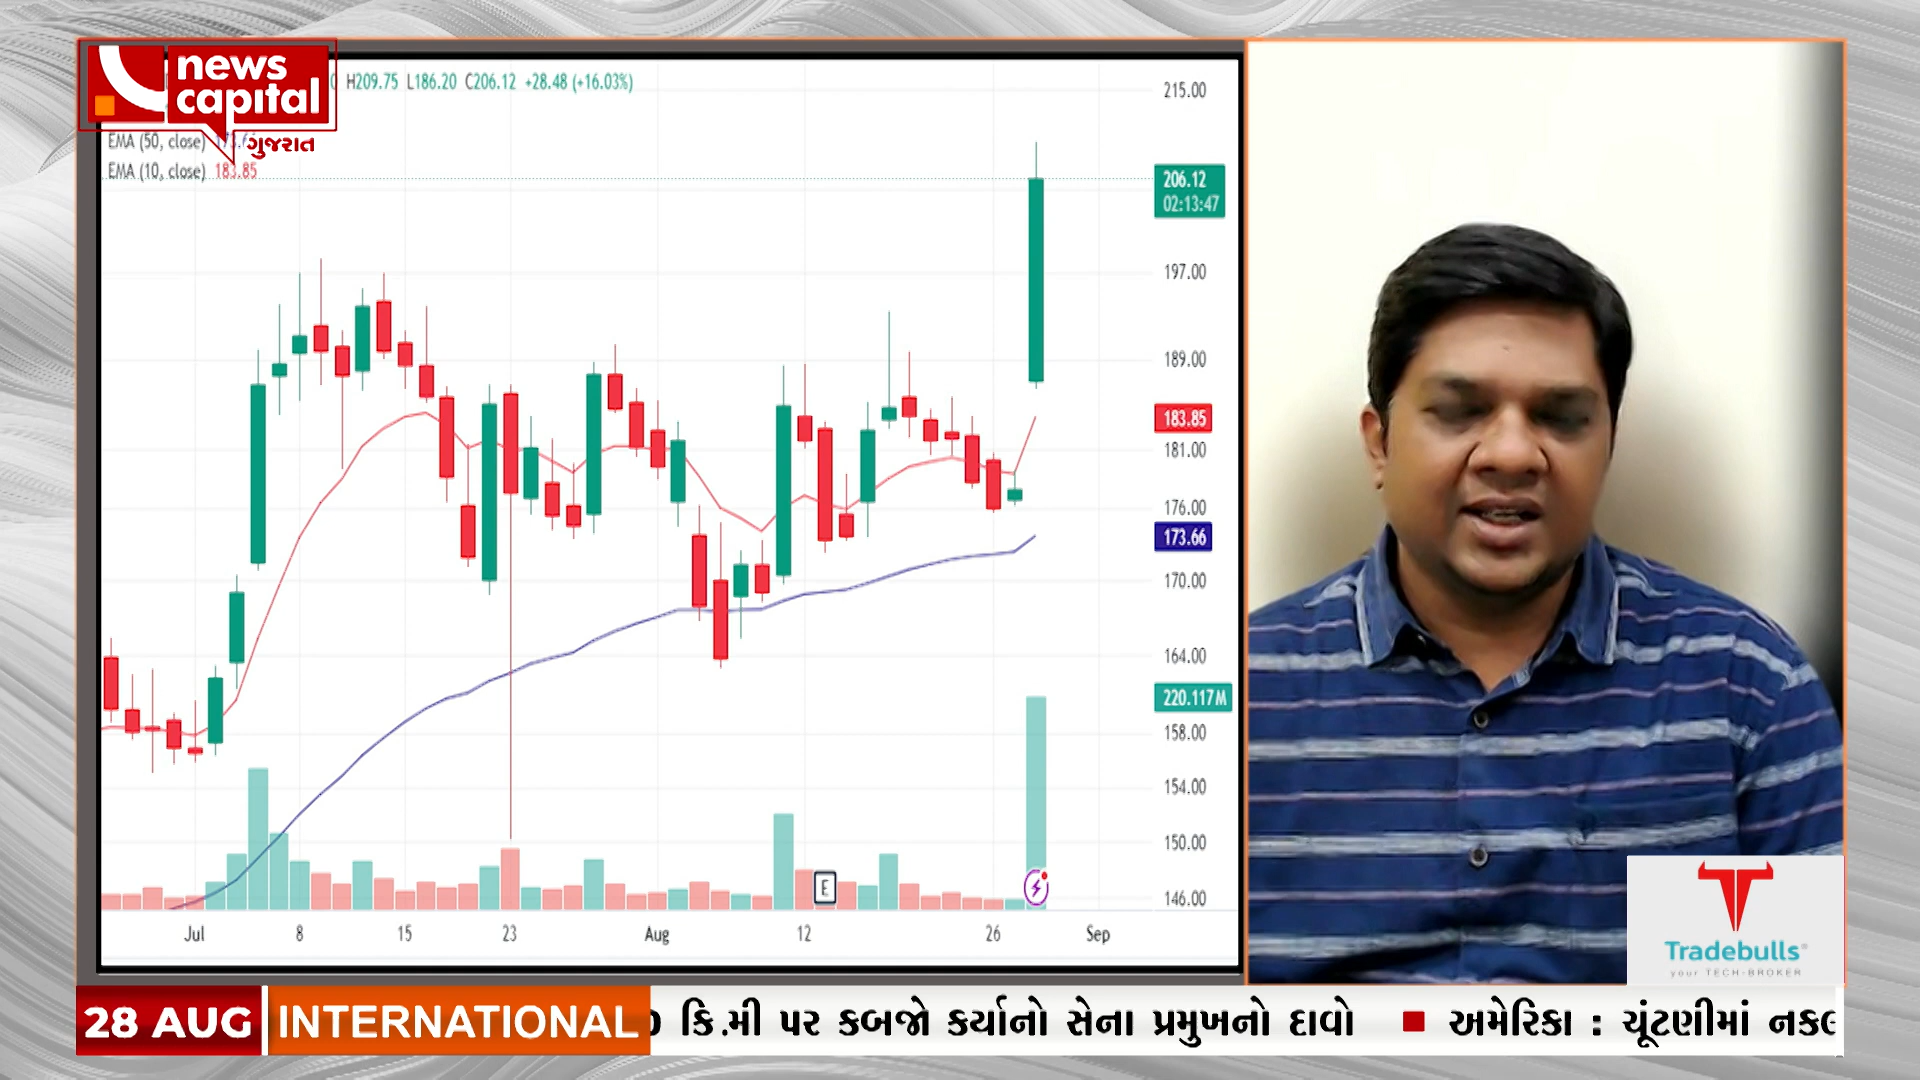 news
capital
ગુજરાત
H209.75 L186.20 C206.12 +28.48 (+16.03%)
EMA (50, close)
EMA (10, close) 183.85
215.00
206.12
02:13:47
197.00
189.00
183.85
181.00
176.00
173.66
170.00
164.00
220.117M
158.00
154.00
150.00
146.00
E
Jul 8 15 23 Aug 12 26 Sep
Tradebulls
your TECH-BROKER
28 AUG INTERNATIONAL કિ.મી પર કબજો કર્યાનો સેના પ્રમુખનો દાવો ■ અમેરિકા : ચૂંટણીમાં